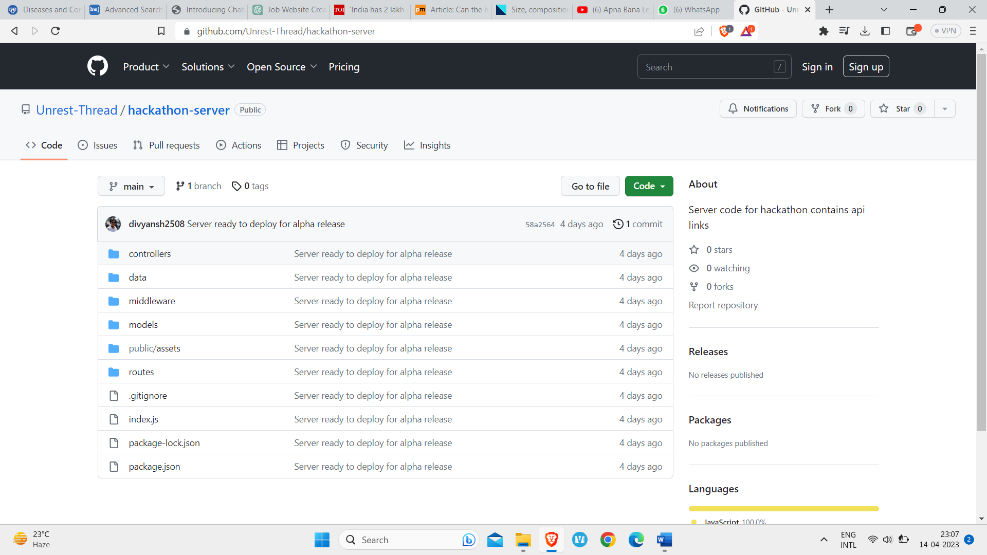 Diseases and Co
Advanced Search
Introducing Chat
Job Website Cre
"India has 2 lakh
Article: Can the
Size, compositio
(6) Apna Bana Le
(6) WhatsApp
GitHub - Unr
github.com/Unrest-Thread/hackathon-server
VPN
Product
Solutions
Open Source
Pricing
Search
/
Sign in
Sign up
Unrest-Thread / hackathon-server Public
Notifications
Fork 0
Star 0
Code
Issues
Pull requests
Actions
Projects
Security
Insights
main
1 branch
0 tags
Go to file
Code
divyansh2508 Server ready to deploy for alpha release 58a2564 4 days ago 1 commit
controllers Server ready to deploy for alpha release 4 days ago
data Server ready to deploy for alpha release 4 days ago
middleware Server ready to deploy for alpha release 4 days ago
models Server ready to deploy for alpha release 4 days ago
public/assets Server ready to deploy for alpha release 4 days ago
routes Server ready to deploy for alpha release 4 days ago
.gitignore Server ready to deploy for alpha release 4 days ago
index.js Server ready to deploy for alpha release 4 days ago
package-lock.json Server ready to deploy for alpha release 4 days ago
package.json Server ready to deploy for alpha release 4 days ago
About
Server code for hackathon contains api
links
0 stars
0 watching
0 forks
Report repository
Releases
No releases published
Packages
No packages published
Languages
JavaScript 100.0%
23°C
Haze
Search
ENG
INTL
23:07
14-04-2023
2